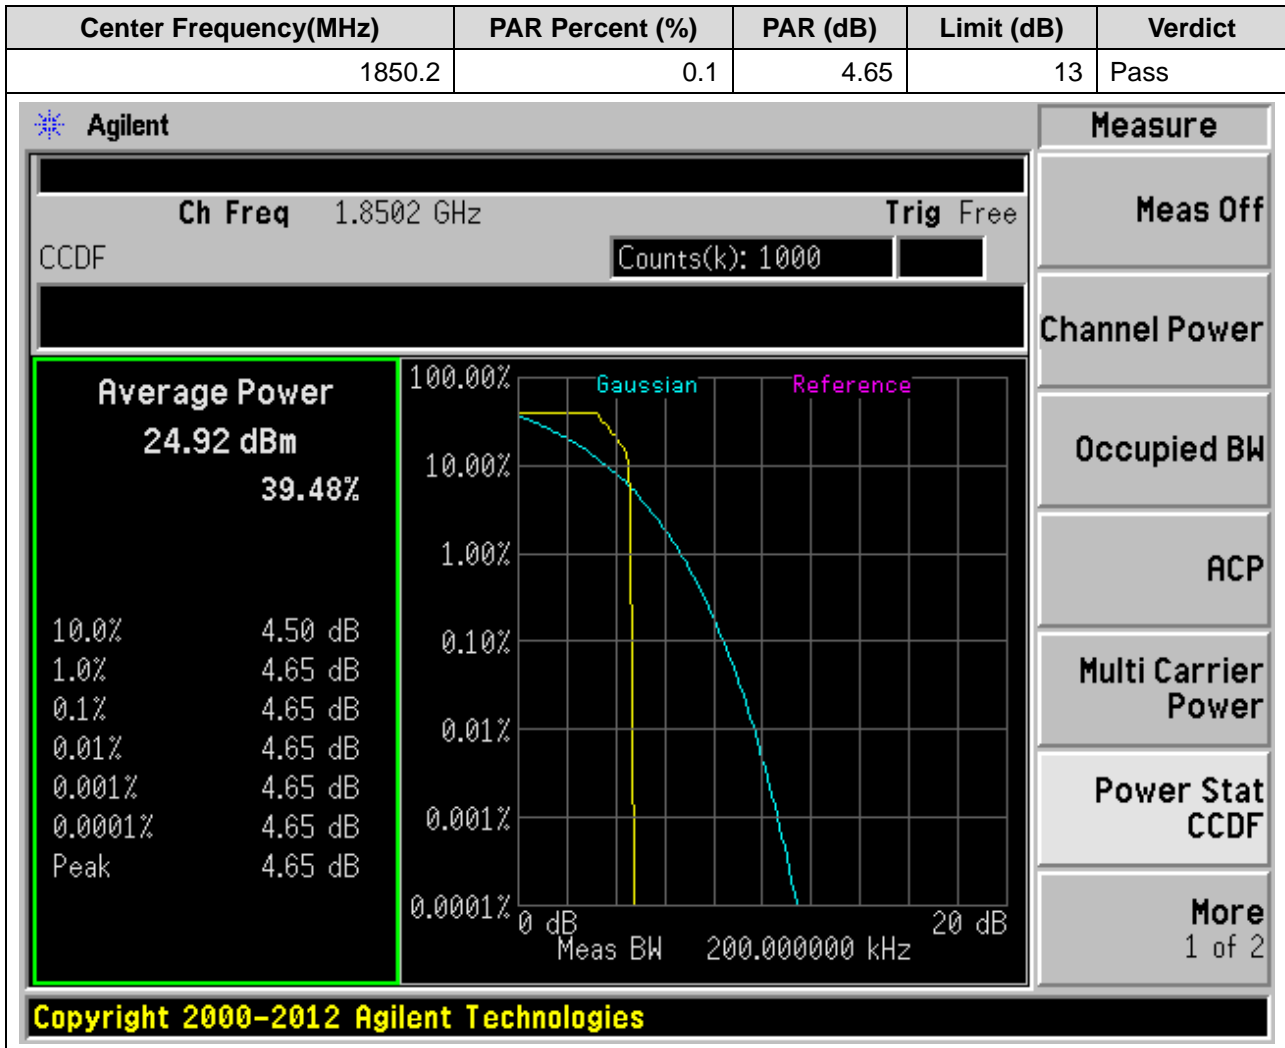 Center Frequency(MHz) PAR Percent (%) PAR (dB) Limit (dB) Verdict
1850.2 0.1 4.65 13 Pass
Agilent
Measure
Ch Freq 1.8502 GHz Trig Free
CCDF Counts(k): 1000
Meas Off
Channel Power
Occupied BW
ACP
Multi Carrier
Power
Power Stat
CCDF
More
1 of 2
Average Power
24.92 dBm
39.48%
10.0% 4.50 dB
1.0% 4.65 dB
0.1% 4.65 dB
0.01% 4.65 dB
0.001% 4.65 dB
0.0001% 4.65 dB
Peak 4.65 dB
Gaussian Reference
100.00%
10.00%
1.00%
0.10%
0.01%
0.001%
0.0001%
0 dB 20 dB
Meas BW 200.000000 kHz
Copyright 2000-2012 Agilent Technologies